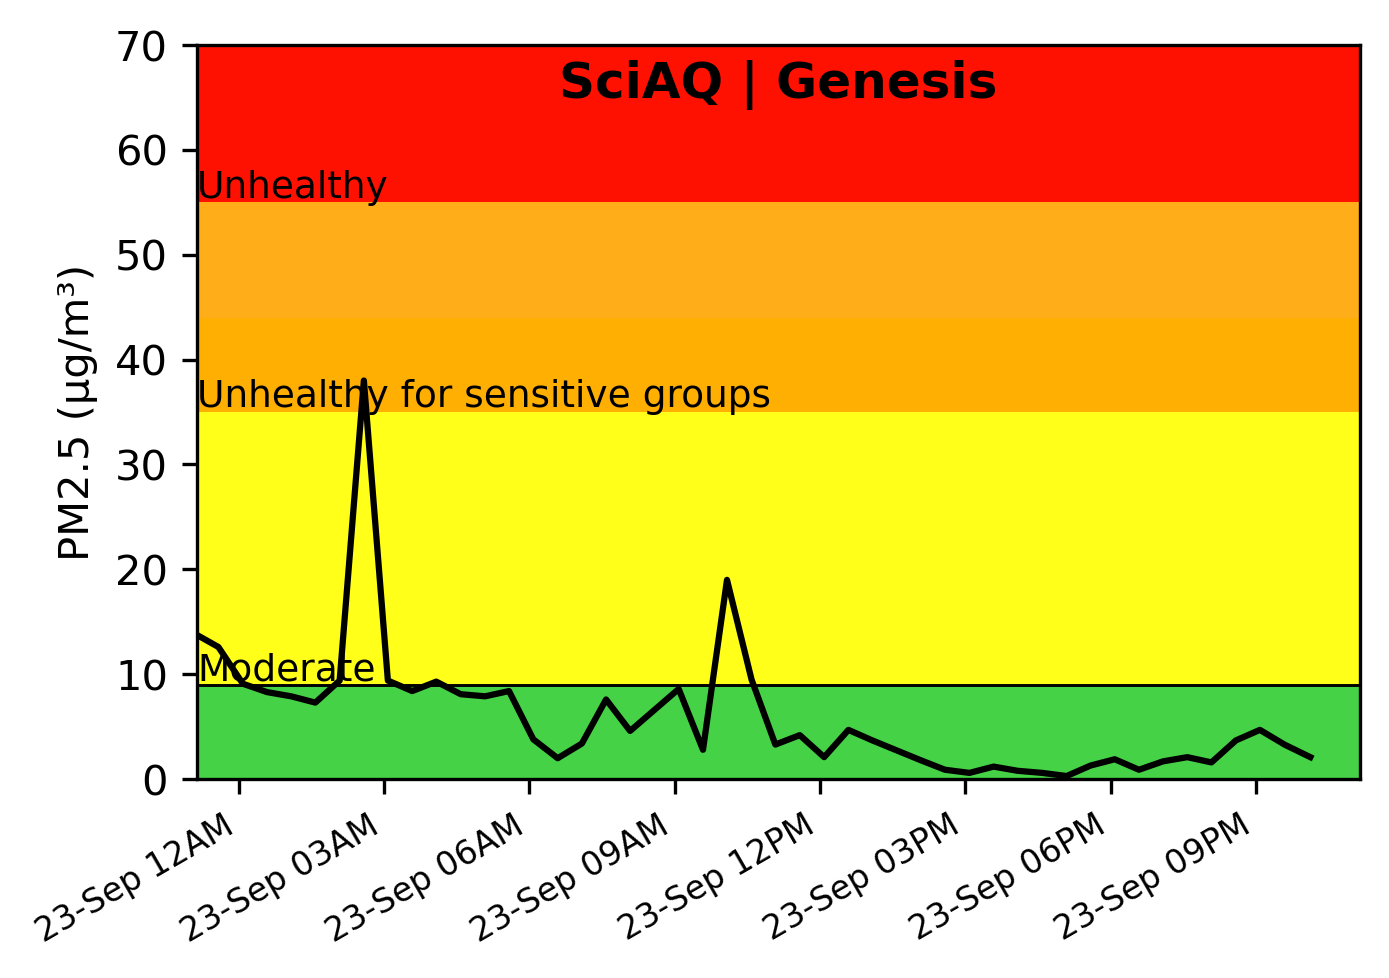 SciAQ | Genesis
70
60
50
40
30
20
10
0
PM2.5 (µg/m³)
Unhealthy
Unhealthy for sensitive groups
Moderate
23-Sep 12AM
23-Sep 03AM
23-Sep 06AM
23-Sep 09AM
23-Sep 12PM
23-Sep 03PM
23-Sep 06PM
23-Sep 09PM